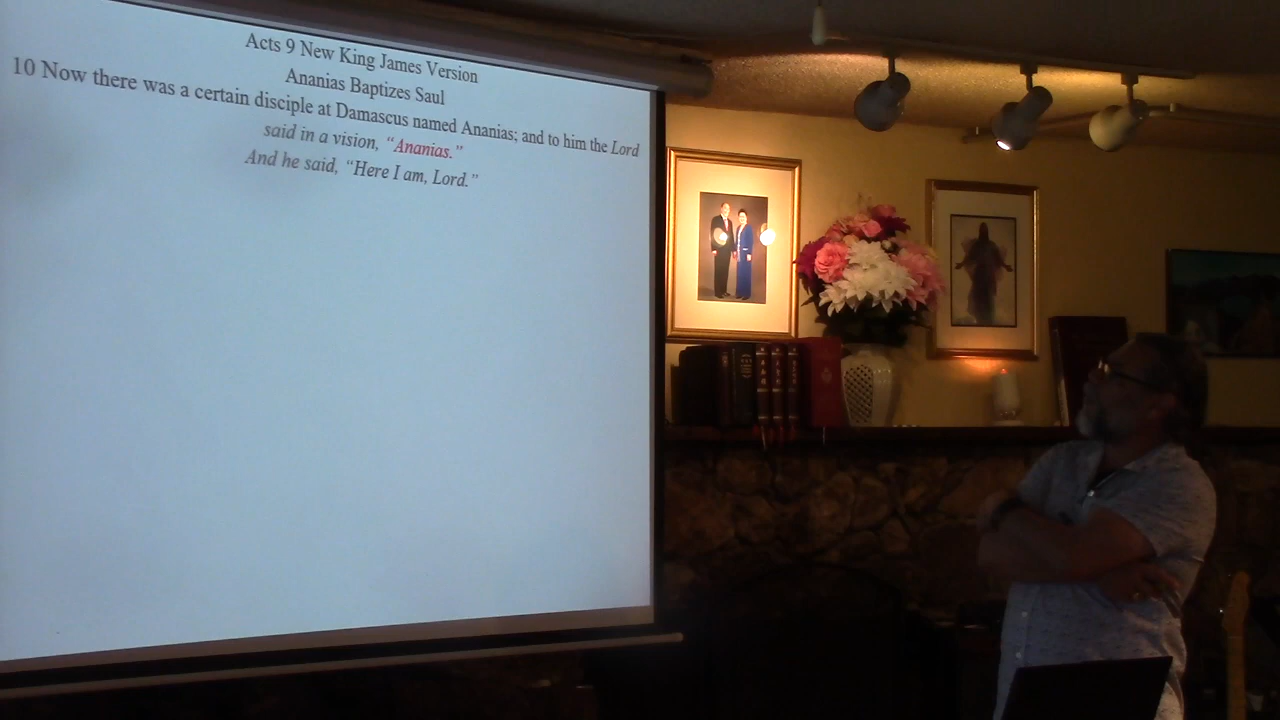 Acts 9 New King James Version
Ananias Baptizes Saul
10 Now there was a certain disciple at Damascus named Ananias; and to him the Lord
said in a vision, “Ananias.”
And he said, “Here I am, Lord.”